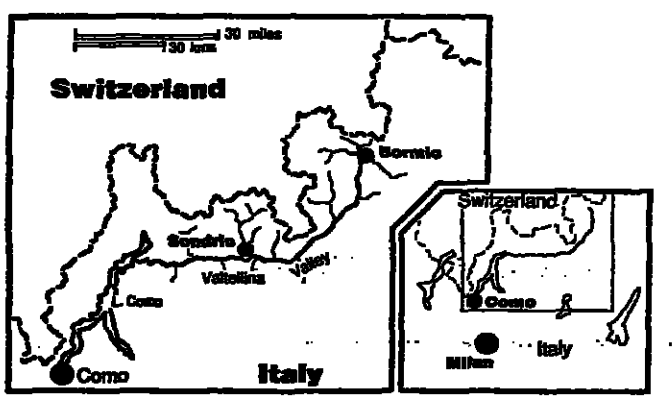 30 miles
30 kms
Switzerland
Bormio
Sondrio
Valtellina
Valley
Como
Como
Italy
Switzerland
Como
Milan
Italy